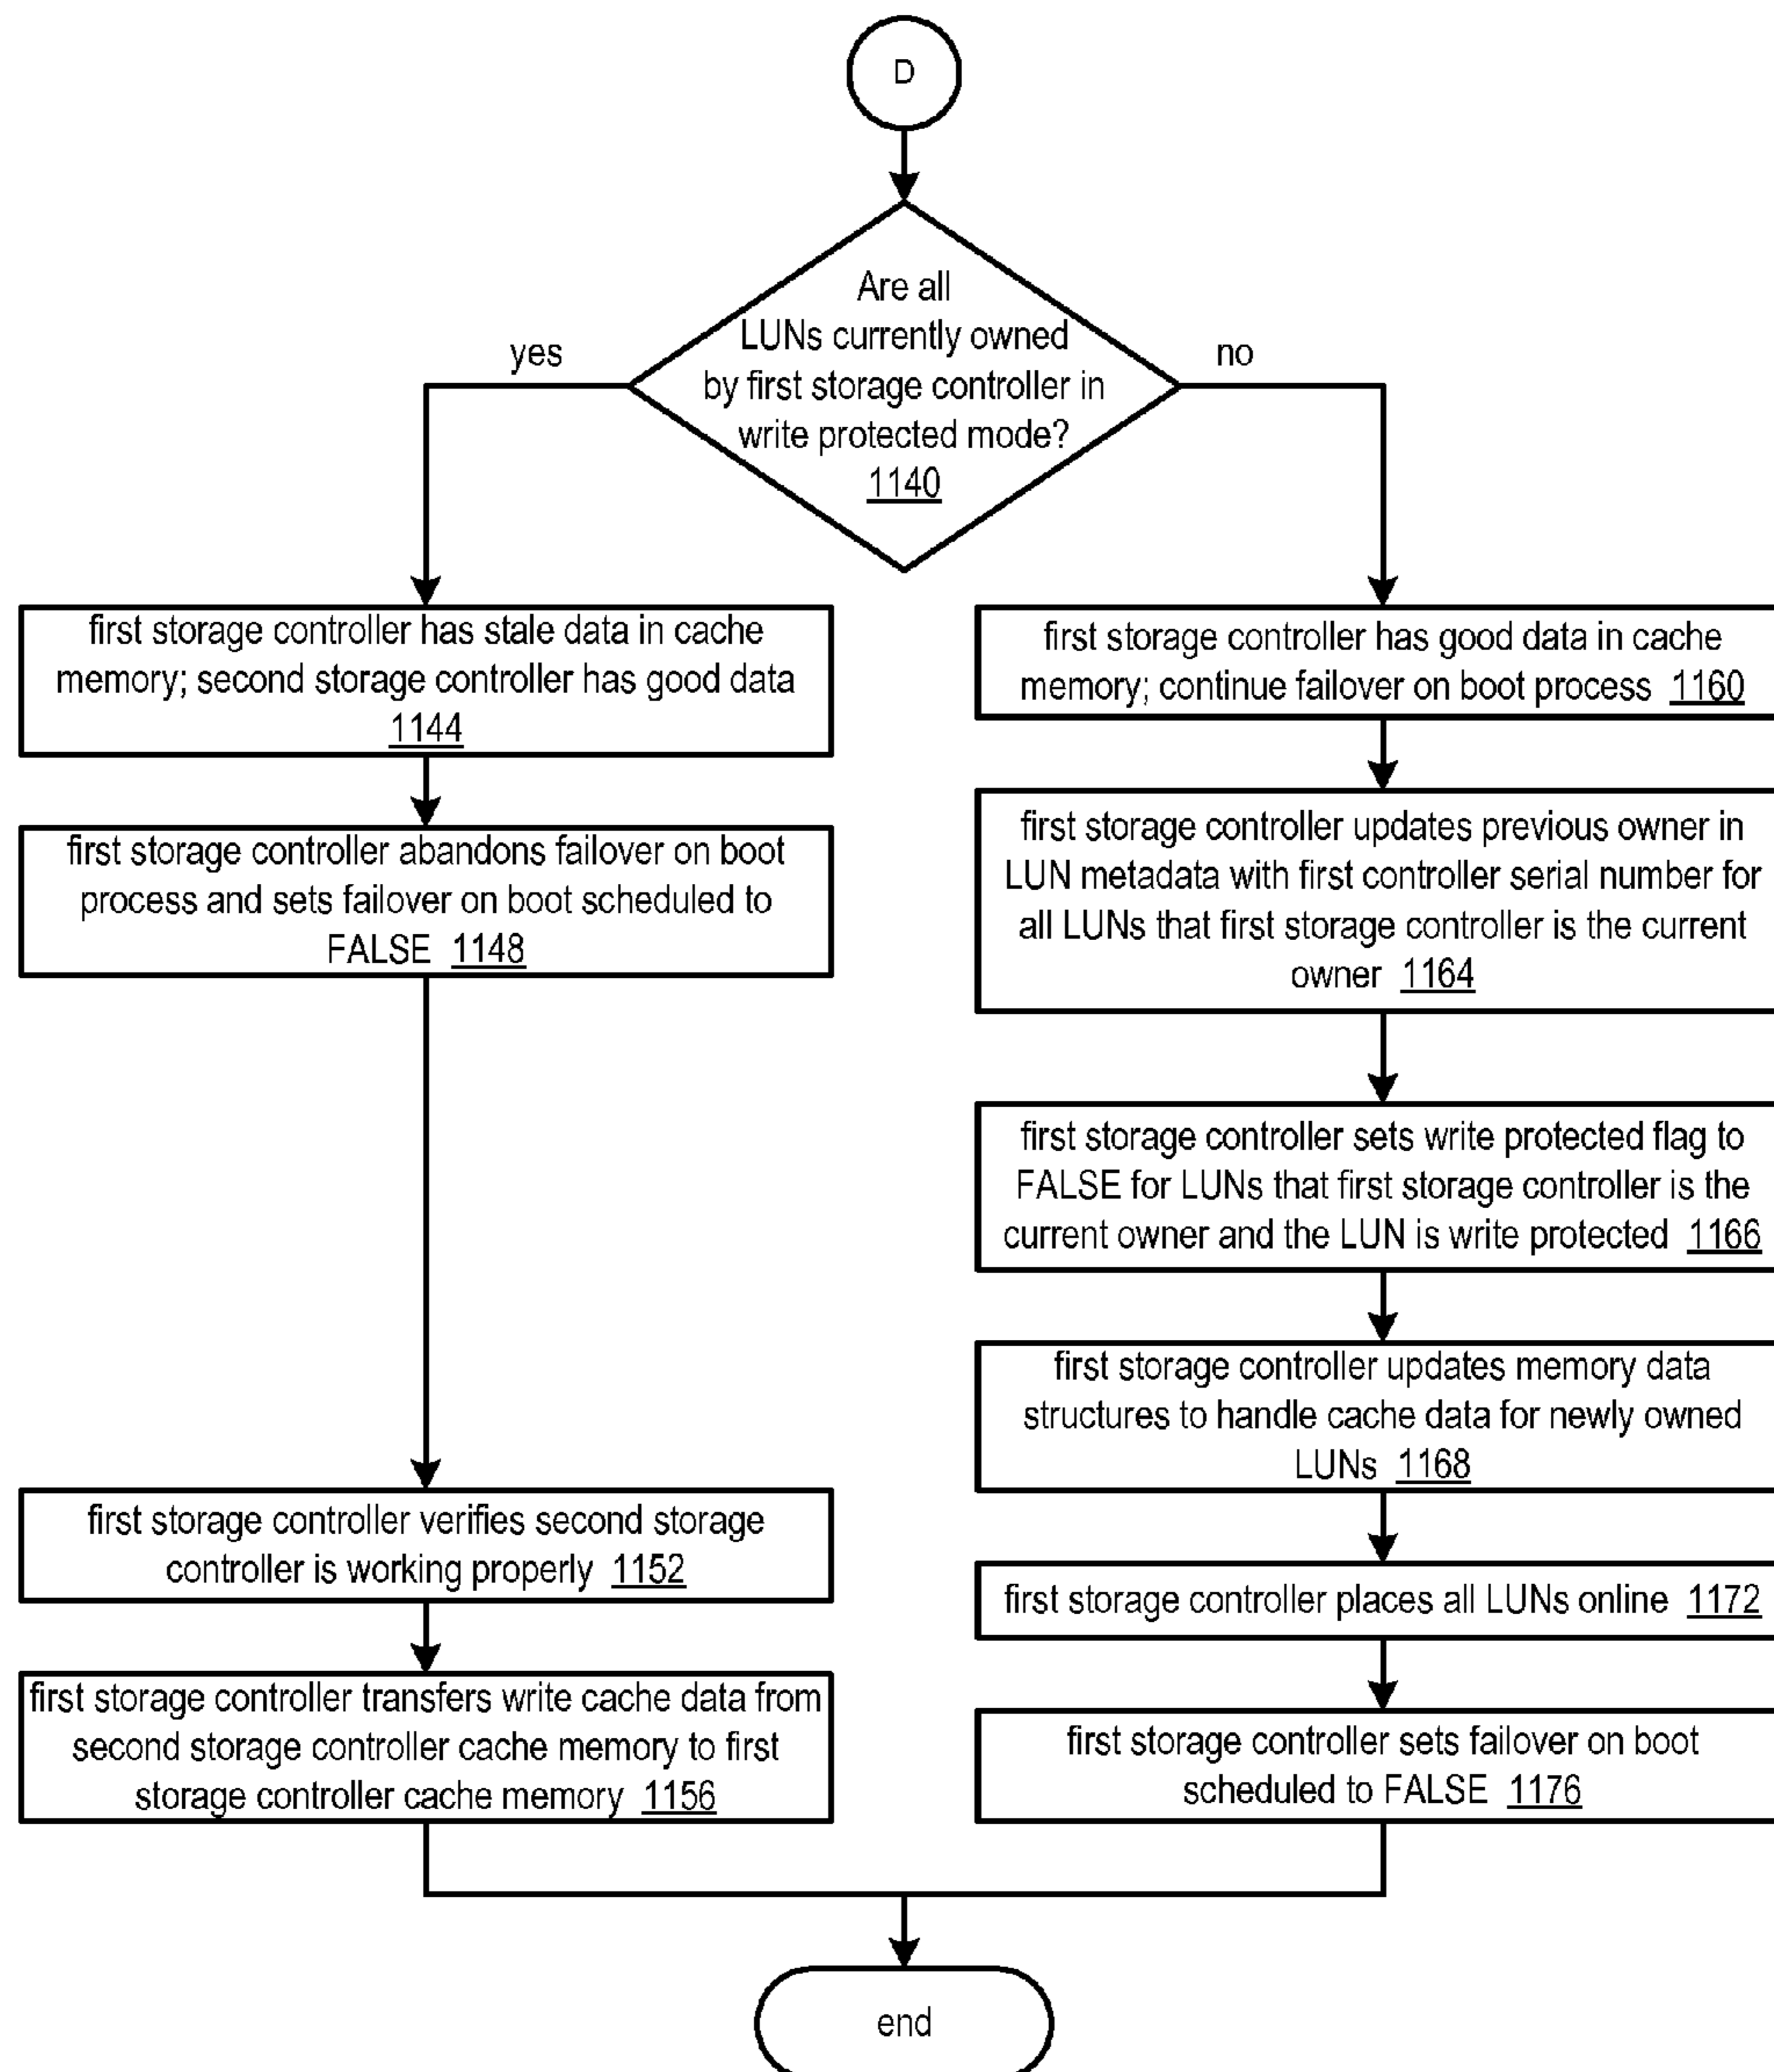 D
Are all
LUNs currently owned
by first storage controller in
write protected mode?
1140
yes
no
first storage controller has stale data in cache
memory; second storage controller has good data
1144
first storage controller abandons failover on boot
process and sets failover on boot scheduled to
FALSE 1148
first storage controller verifies second storage
controller is working properly 1152
first storage controller transfers write cache data from
second storage controller cache memory to first
storage controller cache memory 1156
first storage controller has good data in cache
memory; continue failover on boot process 1160
first storage controller updates previous owner in
LUN metadata with first controller serial number for
all LUNs that first storage controller is the current
owner 1164
first storage controller sets write protected flag to
FALSE for LUNs that first storage controller is the
current owner and the LUN is write protected 1166
first storage controller updates memory data
structures to handle cache data for newly owned
LUNs 1168
first storage controller places all LUNs online 1172
first storage controller sets failover on boot
scheduled to FALSE 1176
end